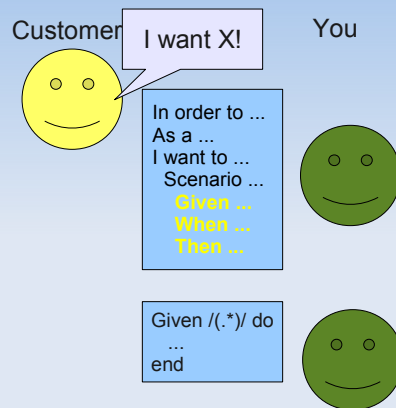 Customer
I want X!
You
In order to ...
As a ...
I want to ...
Scenario ...
Given ...
When ...
Then ...
Given /(.*)/ do
...
end